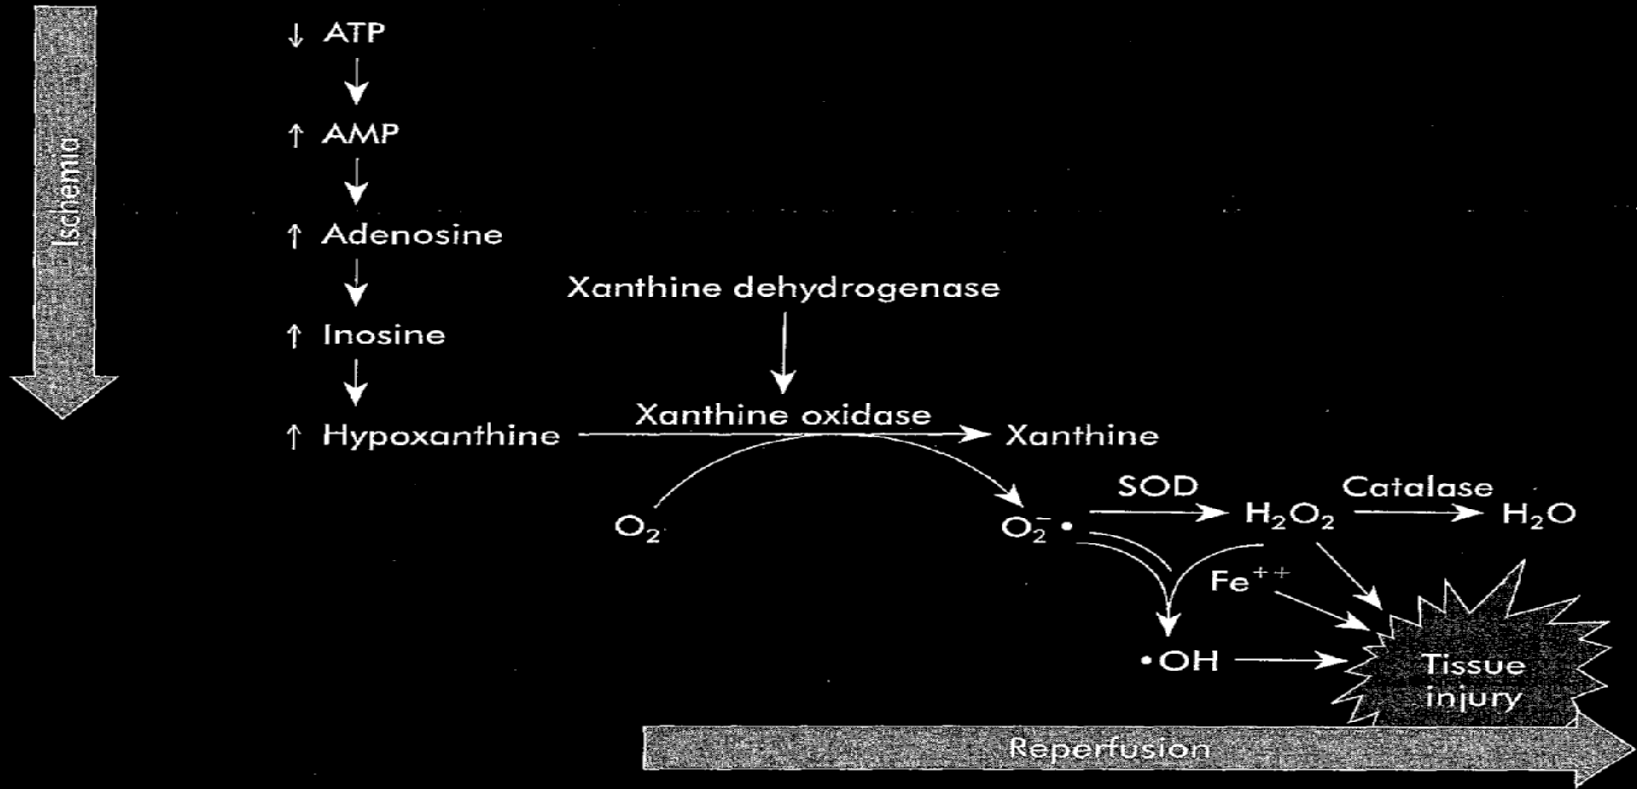 ↓ ATP
↑ AMP
↑ Adenosine
Xanthine dehydrogenase
↑ Inosine
Xanthine oxidase
↑ Hypoxanthine
Xanthine
SOD
Catalase
O₂
O₂⁻•
H₂O₂
H₂O
Fe⁺⁺
•OH
Tissue
injury
Ischemia
Reperfusion